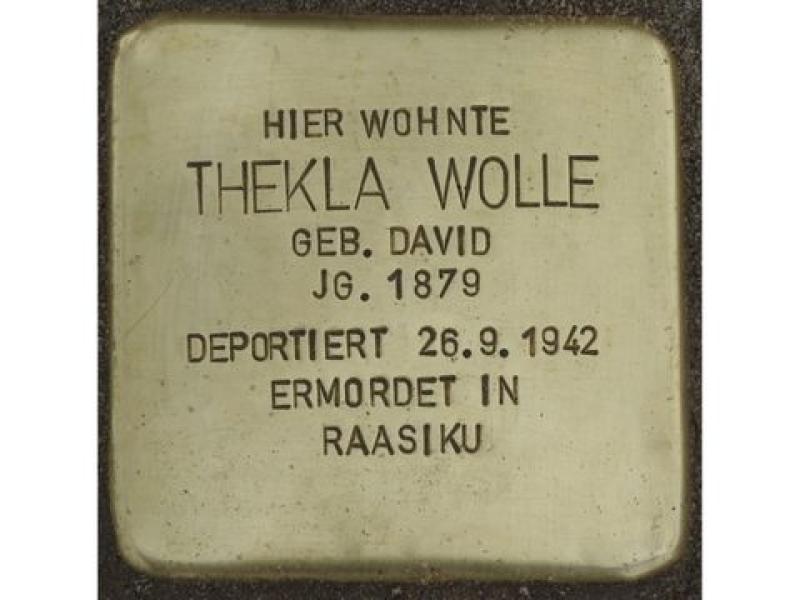 HIER WOHNTE
THEKLA WOLLE
GEB. DAVID
JG. 1879
DEPORTIERT 26.9.1942
ERMORDET IN
RAASIKU